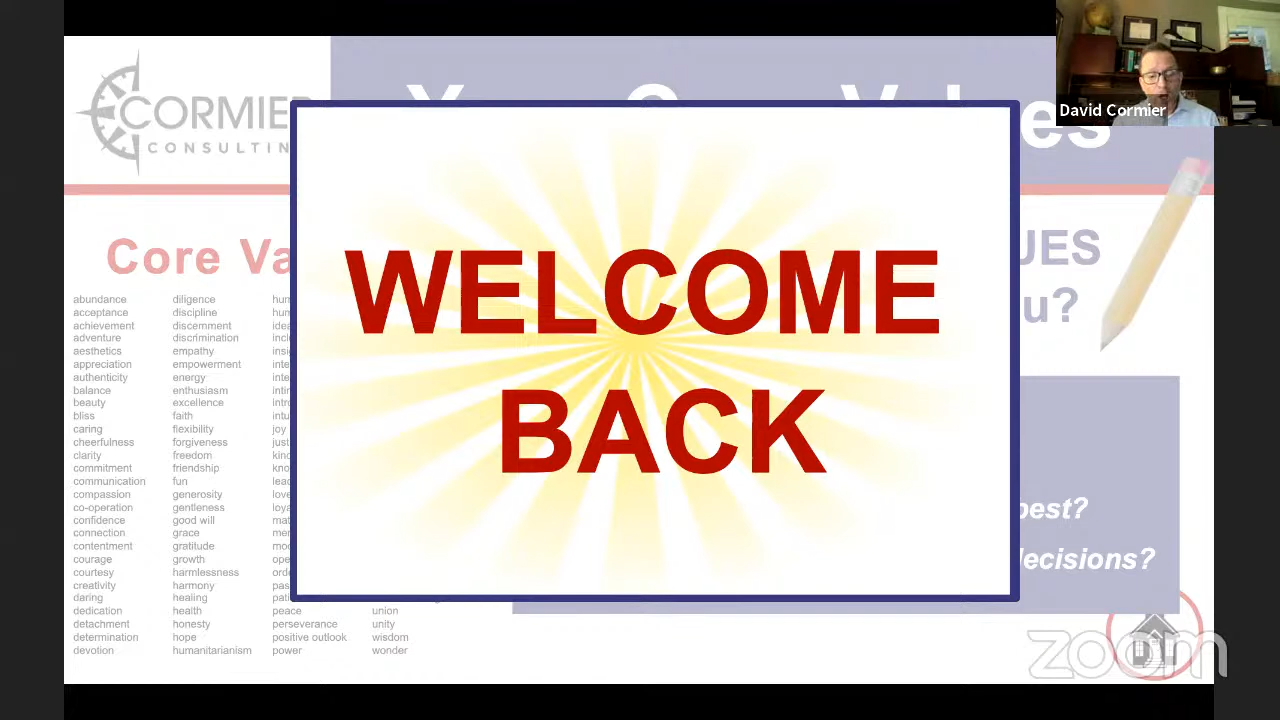 CORMIER
CONSULTING
David Cormier
WELCOME
BACK
Core Va
abundance
acceptance
achievement
adventure
aesthetics
appreciation
authenticity
balance
beauty
bliss
caring
cheerfulness
clarity
commitment
communication
compassion
co-operation
confidence
connection
contentment
courage
courtesy
creativity
daring
dedication
detachment
determination
devotion
diligence
discipline
discernment
discrimination
empathy
empowerment
energy
enthusiasm
excellence
faith
flexibility
forgiveness
freedom
friendship
fun
generosity
gentleness
good will
grace
gratitude
growth
harmlessness
harmony
healing
health
honesty
hope
humanitarianism
joy
peace
perseverance
positive outlook
power
union
unity
wisdom
wonder
UES
u?
best?
decisions?
zoom